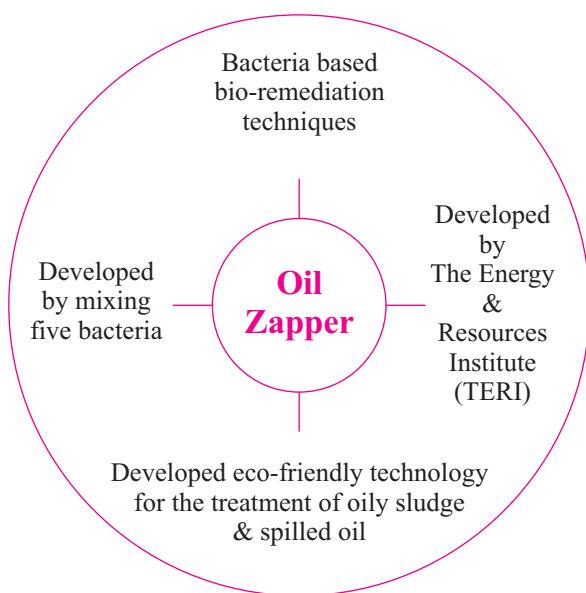 Bacteria based
bio-remediation
techniques
Developed
by mixing
five bacteria
Oil
Zapper
Developed
by
The Energy
&
Resources
Institute
(TERI)
Developed eco-friendly technology
for the treatment of oily sludge
& spilled oil